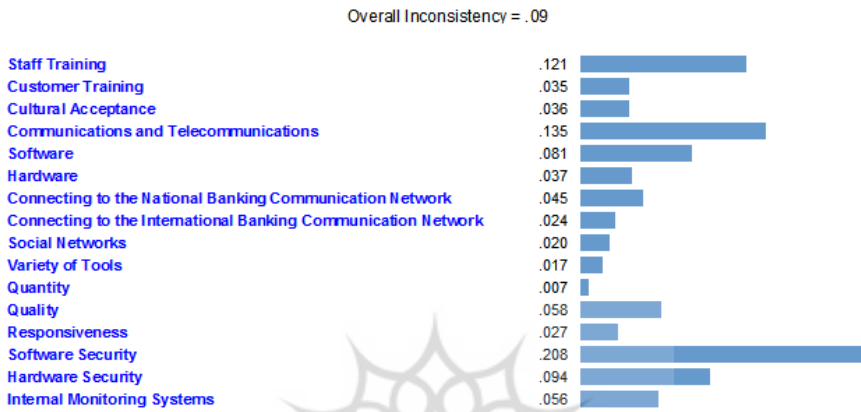 Overall Inconsistency = .09
Staff Training .121
Customer Training .035
Cultural Acceptance .036
Communications and Telecommunications .135
Software .081
Hardware .037
Connecting to the National Banking Communication Network .045
Connecting to the International Banking Communication Network .024
Social Networks .020
Variety of Tools .017
Quantity .007
Quality .058
Responsiveness .027
Software Security .208
Hardware Security .094
Internal Monitoring Systems .056